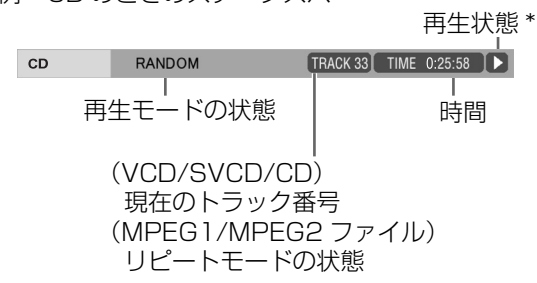 例：CD のときのステータスバー
再生状態 *
CD RANDOM TRACK 33 TIME 0:25:58
再生モードの状態
時間
(VCD/SVCD/CD)
現在のトラック番号
(MPEG1/MPEG2 ファイル)
リピートモードの状態